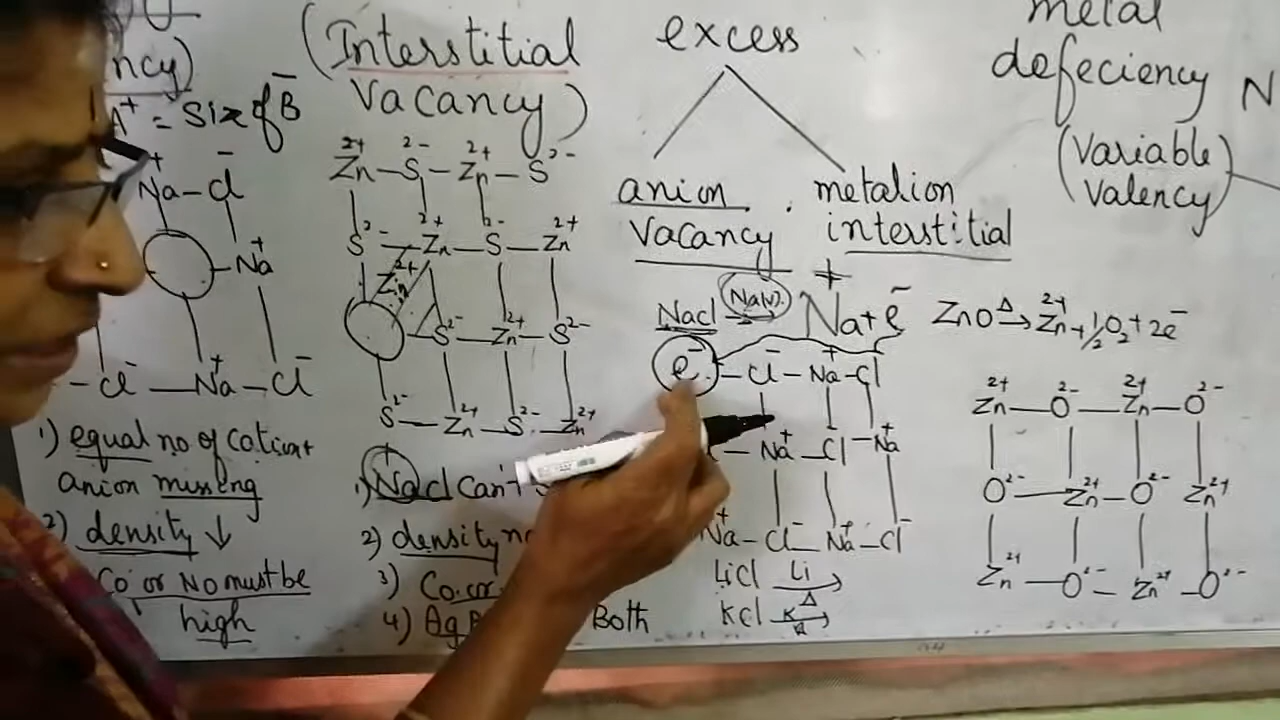 ncy)
A⁺ = Size of B⁻
Na⁺–Cl⁻
Na⁺
– Cl⁻ — Na⁺ – Cl⁻
1) equal no of cation +
anion missing
2) density ↓
Co or No must be
high
(Interstitial
Vacancy)
Zn²⁺–S²⁻–Zn²⁺–S²⁻
S²⁻–Zn²⁺–S²⁻–Zn²⁺
Zn²⁺
S²⁻–Zn²⁺–S²⁻
S²⁻–Zn²⁺–S²⁻–Zn²⁺
1) Nacl Can't
2) density no
3) Co.or
4) Ag Both
excess
anion
Vacancy
metal ion
interstitial
Nacl Na(v). Na⁺ + e⁻
e⁻ – Cl⁻ – Na⁺ – Cl
– Na⁺ – Cl – Na⁺
Na⁺ – Cl⁻ – Na⁺ – Cl⁻
LiCl Li→
KCl K Δ→
metal
defeciency
(Variable
Valency)
N
ZnO Δ→ Zn²⁺ + 1/2 O₂ + 2e⁻
Zn²⁺–O²⁻–Zn²⁺–O²⁻
O²⁻–Zn²⁺–O²⁻–Zn²⁺
Zn²⁺–O²⁻–Zn²⁺–O²⁻